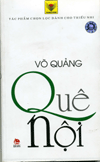 TÁC PHẨM CHỌN LỌC DÀNH CHO THIẾU NHI
VÕ QUẢNG
Quê
Nội